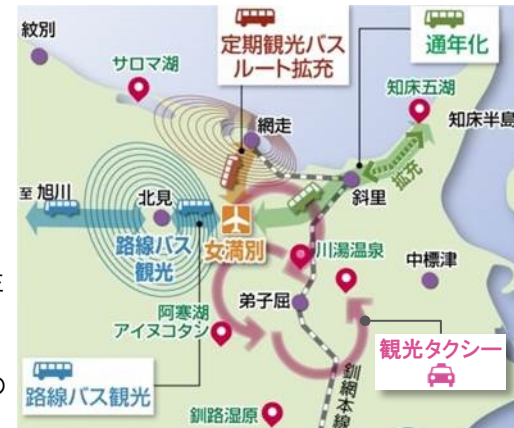 紋別
定期観光バス
ルート拡充
通年化
サロマ湖
知床五湖
知床半島
網走
拡充
至 旭川
北見
斜里
路線バス
観光
女満別
川湯温泉
中標津
阿寒湖
アイヌコタン
弟子屈
観光タクシー
路線バス観光
釧網本線
釧路湿原
の